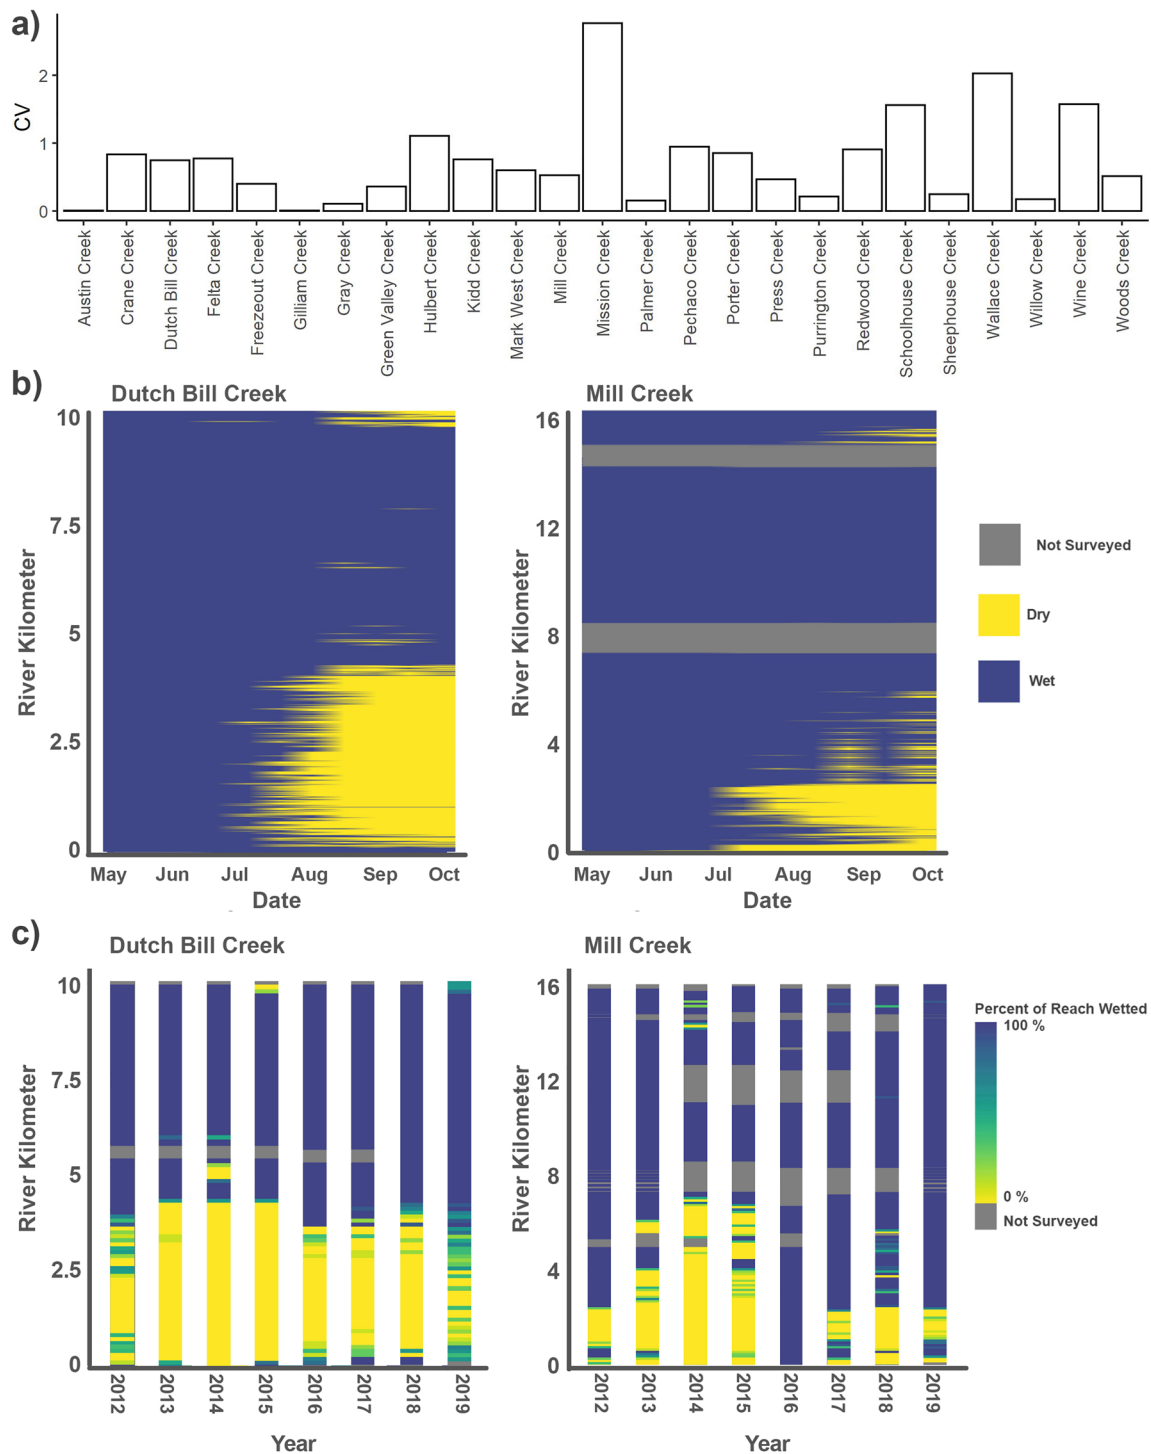 a)
CV
2
1
0
Austin Creek
Crane Creek
Dutch Bill Creek
Felta Creek
Freezeout Creek
Gilliam Creek
Gray Creek
Green Valley Creek
Hulbert Creek
Kidd Creek
Mark West Creek
Mill Creek
Mission Creek
Palmer Creek
Pechaco Creek
Porter Creek
Press Creek
Purrington Creek
Redwood Creek
Schoolhouse Creek
Sheephouse Creek
Wallace Creek
Willow Creek
Wine Creek
Woods Creek
b)
Dutch Bill Creek
River Kilometer
10
7.5
5
2.5
0
May Jun Jul Aug Sep Oct
Date
Mill Creek
River Kilometer
16
12
8
4
0
May Jun Jul Aug Sep Oct
Date
Not Surveyed
Dry
Wet
c)
Dutch Bill Creek
River Kilometer
10
7.5
5
2.5
0
2012 2013 2014 2015 2016 2017 2018 2019
Year
Mill Creek
River Kilometer
16
12
8
4
0
2012 2013 2014 2015 2016 2017 2018 2019
Year
Percent of Reach Wetted
100 %
0 %
Not Surveyed